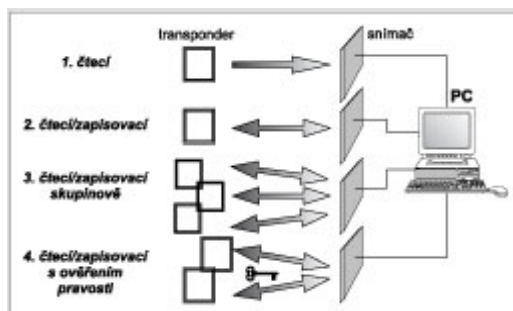 transponder
snímač
1. čtecí
PC
2. čtecí/zapisovací
3. čtecí/zapisovací
skupinově
4. čtecí/zapisovací
s ověřením
pravosti